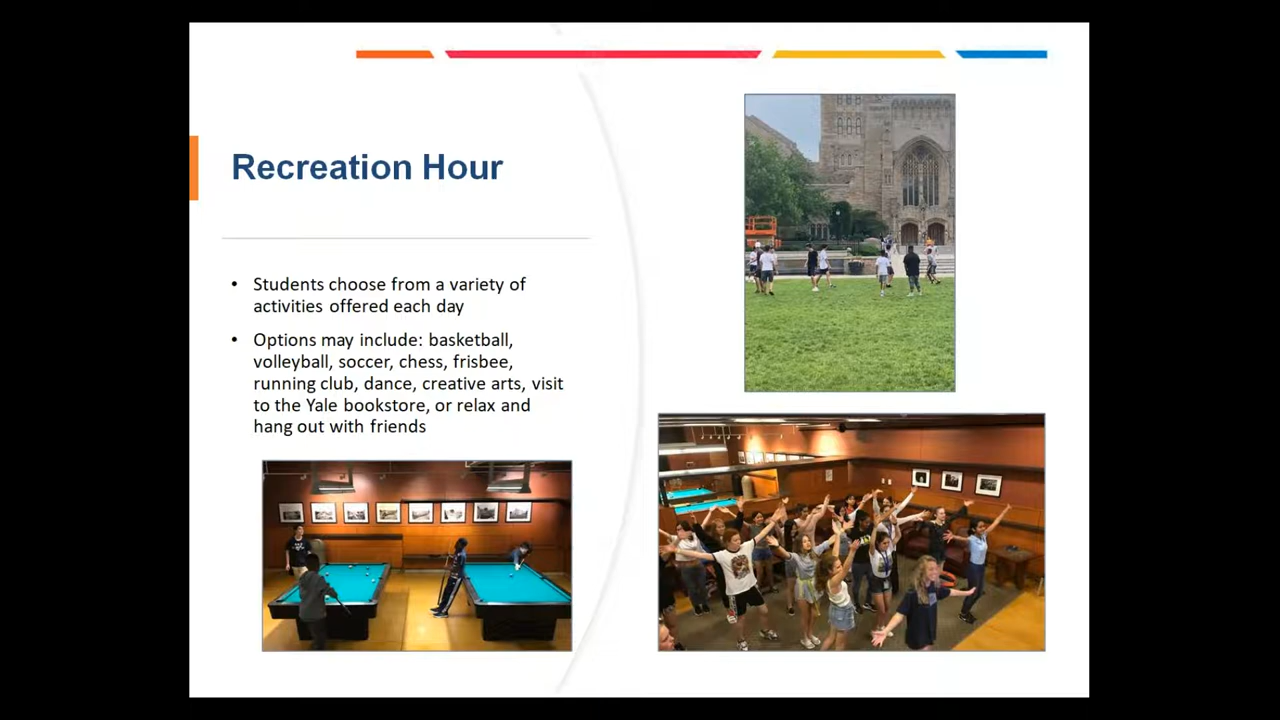 Recreation Hour
• Students choose from a variety of
activities offered each day
• Options may include: basketball,
volleyball, soccer, chess, frisbee,
running club, dance, creative arts, visit
to the Yale bookstore, or relax and
hang out with friends